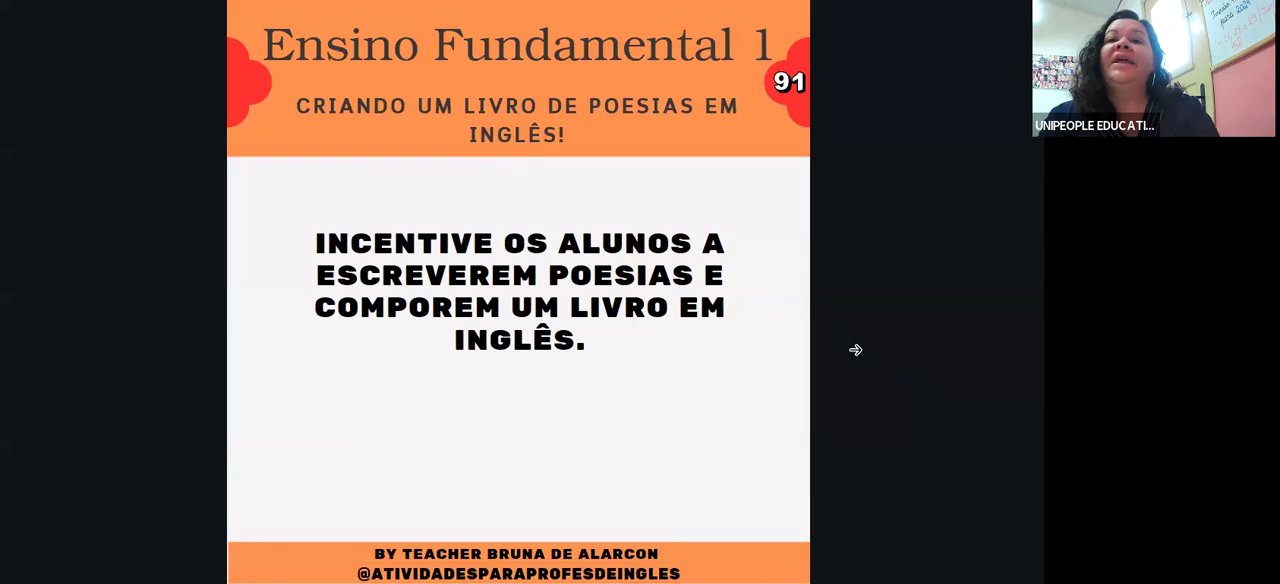 Ensino Fundamental 1
91
CRIANDO UM LIVRO DE POESIAS EM
INGLÊS!
INCENTIVE OS ALUNOS A
ESCREVEREM POESIAS E
COMPOREM UM LIVRO EM
INGLÊS.
BY TEACHER BRUNA DE ALARCON
@ATIVIDADESPARAPROFESDEINGLES
UNIPEOPLE EDUCATI...